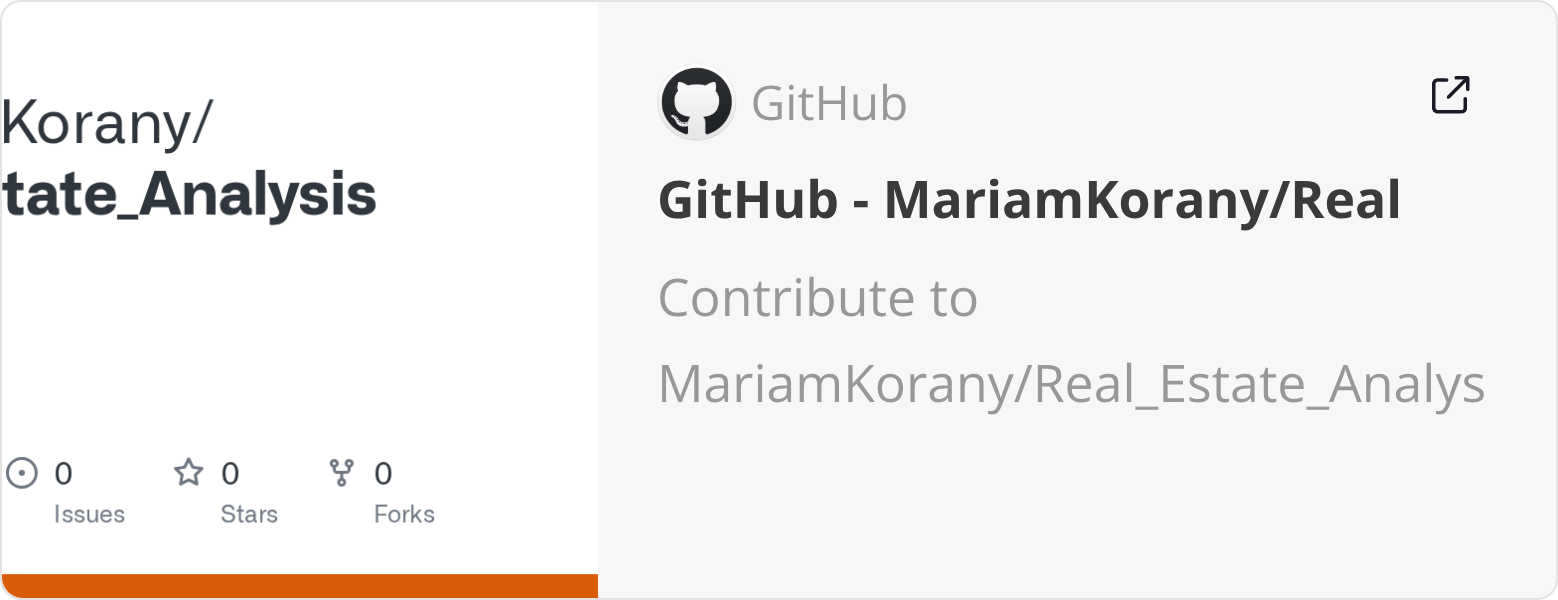 Korany/
tate_Analysis
0
Issues
0
Stars
0
Forks
GitHub
GitHub - MariamKorany/Real
Contribute to
MariamKorany/Real_Estate_Analys